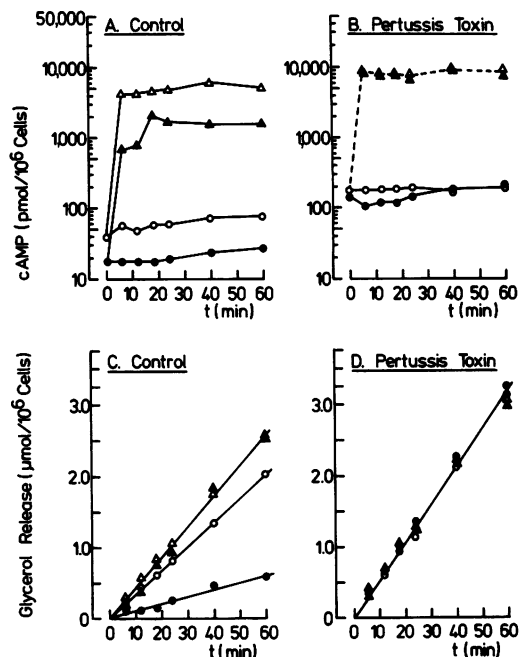 A. Control
B. Pertussis Toxin
cAMP (pmol/10⁶ Cells)
50,000
10,000
1,000
100
10
0 10 20 30 40 50 60
t (min)
10,000
1,000
100
10
0 10 20 30 40 50 60
t (min)
C. Control
D. Pertussis Toxin
Glycerol Release (µmol/10⁶ Cells)
3.0
2.0
1.0
0
0 10 20 30 40 50 60
t (min)
3.0
2.0
1.0
0
0 10 20 30 40 50 60
t (min)